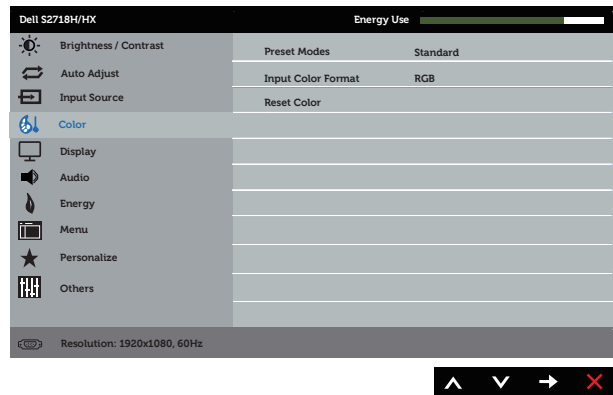 Dell S2718H/HX Energy Use
Brightness / Contrast
Preset Modes Standard
Auto Adjust
Input Color Format RGB
Input Source
Reset Color
Color
Display
Audio
Energy
Menu
Personalize
Others
Resolution: 1920x1080, 60Hz